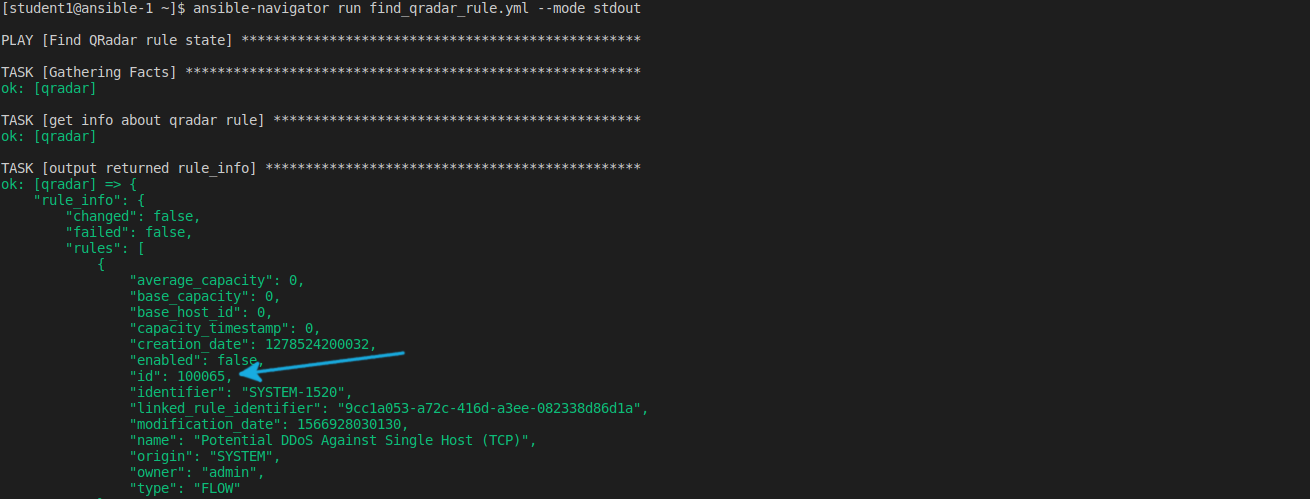 [student1@ansible-1 ~]$ ansible-navigator run find_qradar_rule.yml --mode stdout
PLAY [Find QRadar rule state] **************************************************
TASK [Gathering Facts] *********************************************************
ok: [qradar]
TASK [get info about qradar rule] **********************************************
ok: [qradar]
TASK [output returned rule_info] ***********************************************
ok: [qradar] => {
    "rule_info": {
        "changed": false,
        "failed": false,
        "rules": [
            {
                "average_capacity": 0,
                "base_capacity": 0,
                "base_host_id": 0,
                "capacity_timestamp": 0,
                "creation_date": 1278524200032,
                "enabled": false,
                "id": 100065,
                "identifier": "SYSTEM-1520",
                "linked_rule_identifier": "9cc1a053-a72c-416d-a3ee-082338d86d1a",
                "modification_date": 1566928030130,
                "name": "Potential DDoS Against Single Host (TCP)",
                "origin": "SYSTEM",
                "owner": "admin",
                "type": "FLOW"